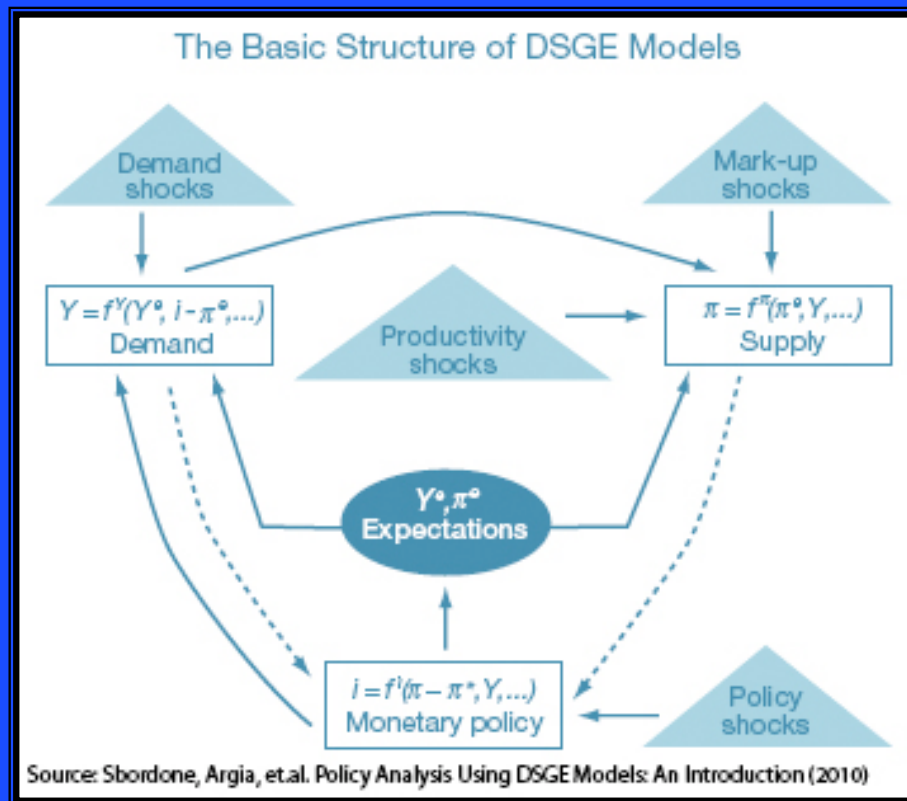 The Basic Structure of DSGE Models
Demand
shocks
Mark-up
shocks
Y = f^Y(Y^e, i - π^e,...)
Demand
Productivity
shocks
π = f^π(π^e, Y,...)
Supply
Y^e, π^e
Expectations
i = f^i(π - π*, Y,...)
Monetary policy
Policy
shocks
Source: Sbordone, Argia, et.al. Policy Analysis Using DSGE Models: An Introduction (2010)